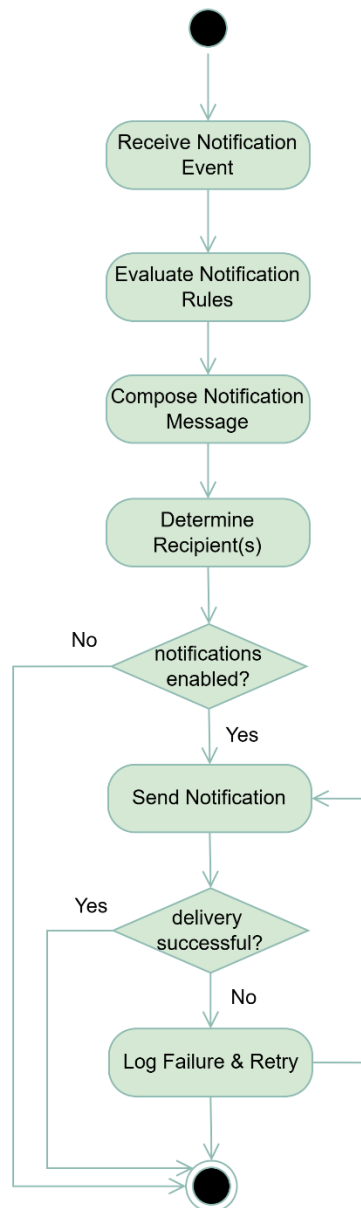 Receive Notification
Event
Evaluate Notification
Rules
Compose Notification
Message
Determine
Recipient(s)
No
notifications
enabled?
Yes
Send Notification
Yes
delivery
successful?
No
Log Failure & Retry